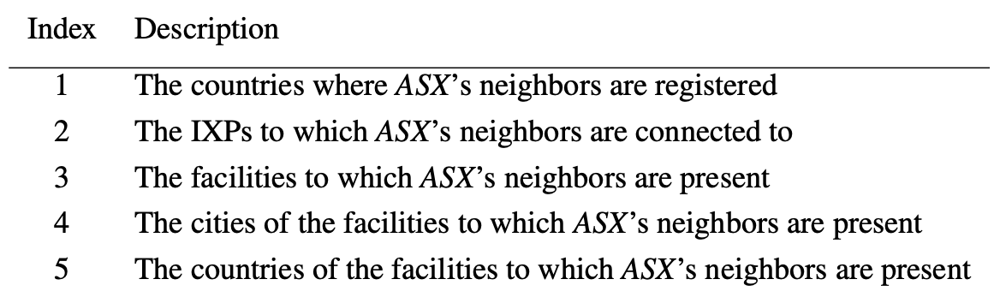 Index Description
1 The countries where ASX's neighbors are registered
2 The IXPs to which ASX's neighbors are connected to
3 The facilities to which ASX's neighbors are present
4 The cities of the facilities to which ASX's neighbors are present
5 The countries of the facilities to which ASX's neighbors are present